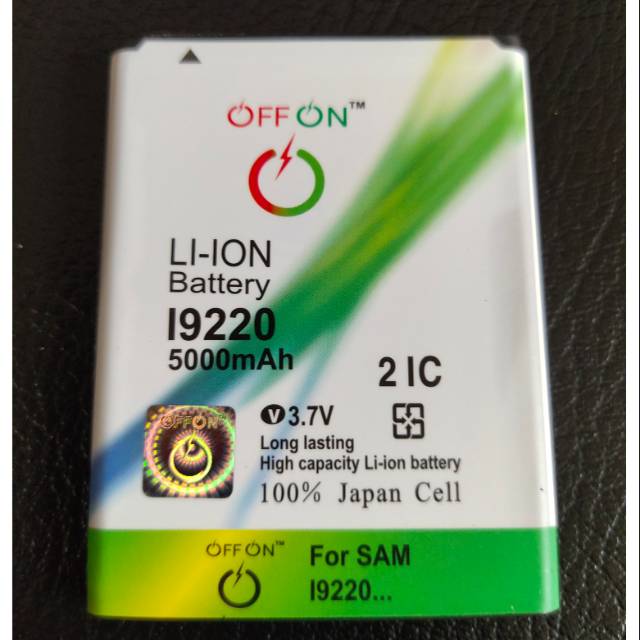 OFF ON™
LI-ION
Battery
I9220
5000mAh
2 IC
OFFON
V 3.7V
Long lasting
High capacity Li-ion battery
100% Japan Cell
OFF ON™
For SAM
I9220...